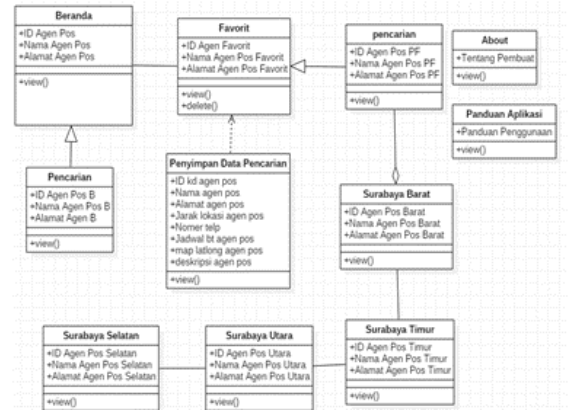 Beranda
+ID Agen Pos
+Nama Agen Pos
+Alamat Agen Pos
+view()
Favorit
+ID Agen Favorit
+Nama Agen Pos Favorit
+Alamat Agen Pos Favorit
+view()
+delete()
pencarian
+ID Agen Pos PF
+Nama Agen Pos PF
+Alamat Agen Pos PF
+view()
About
+Tentang Pembuat
+view()
Panduan Aplikasi
+Panduan Penggunaan
+view()
Pencarian
+ID Agen Pos B
+Nama Agen Pos B
+Alamat Agen B
+view()
Penyimpan Data Pencarian
+ID kd agen pos
+Nama agen pos
+Alamat agen pos
+Jarak lokasi agen pos
+Nomer telp
+Jadwal bt agen pos
+map latlong agen pos
+deskripsi agen pos
+view()
Surabaya Barat
+ID Agen Pos Barat
+Nama Agen Pos Barat
+Alamat Agen Pos Barat
+view()
Surabaya Selatan
+ID Agen Pos Selatan
+Nama Agen Pos Selatan
+Alamat Agen Pos Selatan
+view()
Surabaya Utara
+ID Agen Pos Utara
+Nama Agen Pos Utara
+Alamat Agen Pos Utara
+view()
Surabaya Timur
+ID Agen Pos Timur
+Nama Agen Pos Timur
+Alamat Agen Pos Timur
+view()